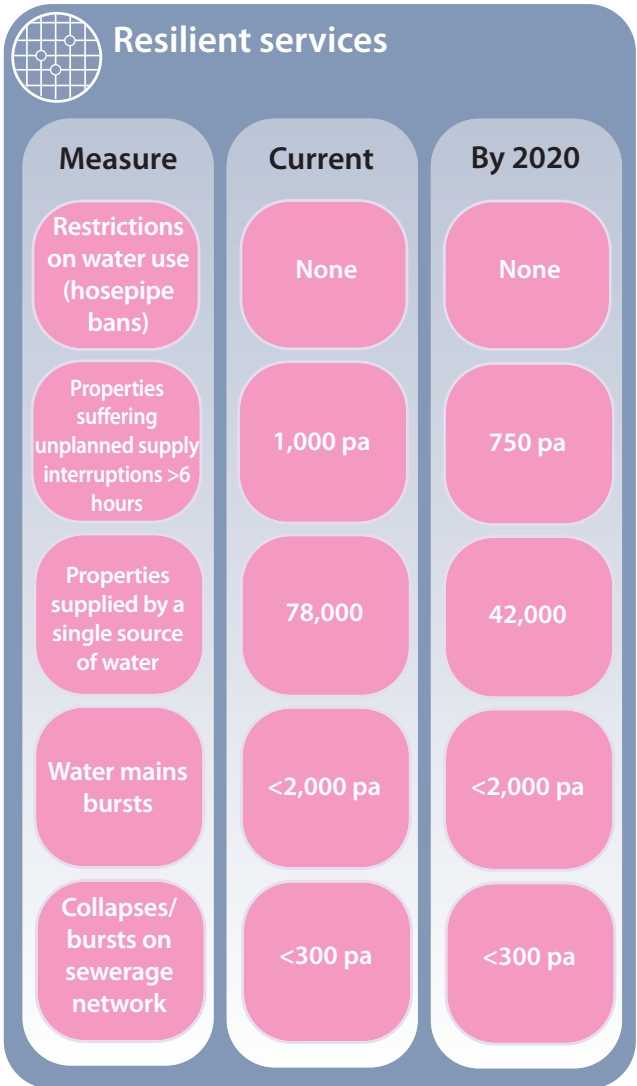 Resilient services
Measure
Current
By 2020
Restrictions
on water use
(hosepipe
bans)
None
None
Properties
suffering
unplanned supply
interruptions >6
hours
1,000 pa
750 pa
Properties
supplied by a
single source
of water
78,000
42,000
Water mains
bursts
<2,000 pa
<2,000 pa
Collapses/
bursts on
sewerage
network
<300 pa
<300 pa